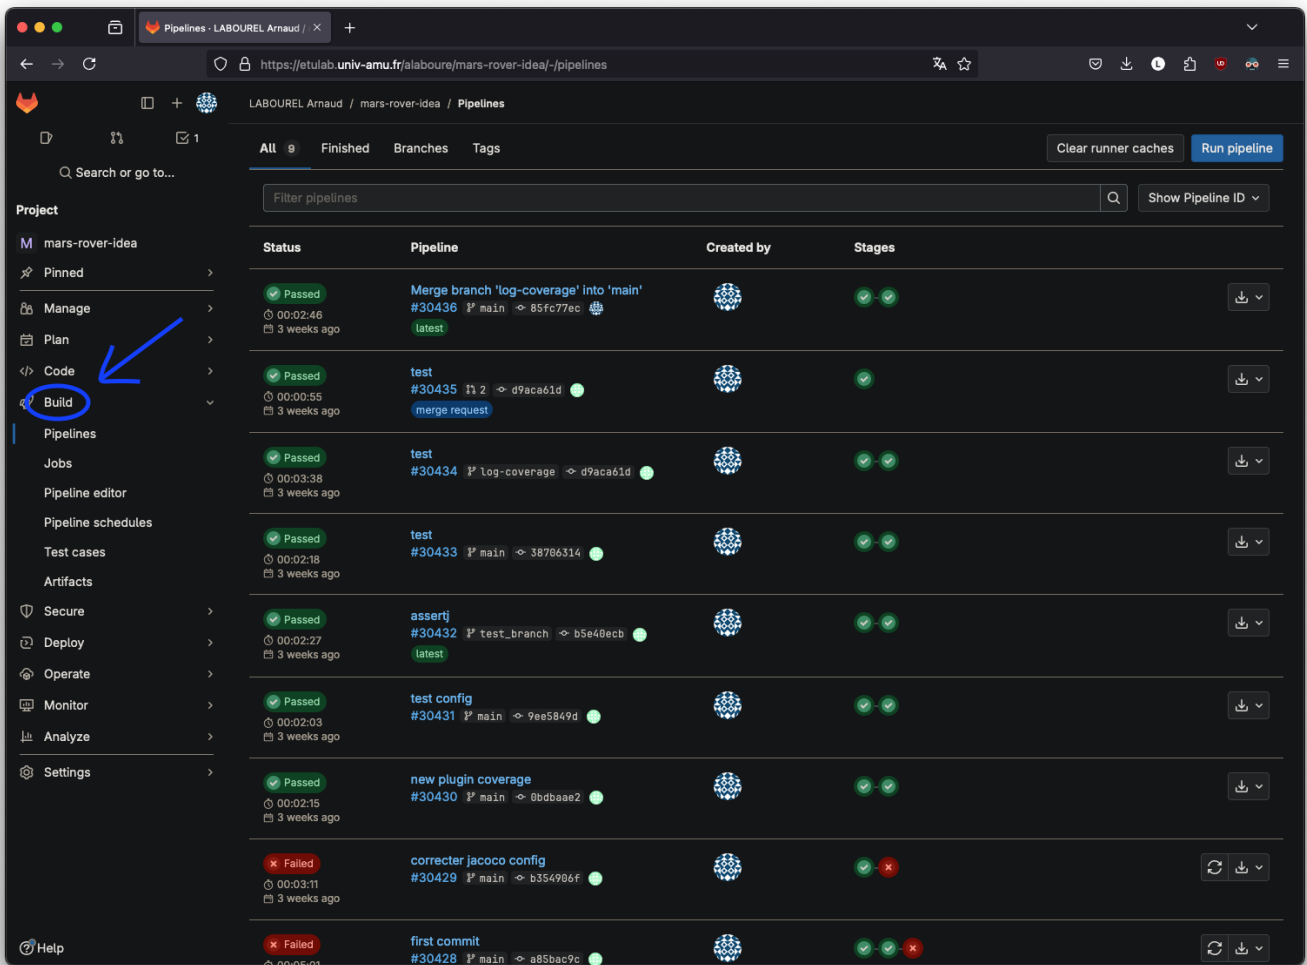 Pipelines · LABOUREL Arnaud /
https://etulab.univ-amu.fr/alaboure/mars-rover-idea/-/pipelines
LABOUREL Arnaud / mars-rover-idea / Pipelines
1
Search or go to...
Project
M mars-rover-idea
Pinned
Manage
Plan
Code
Build
Pipelines
Jobs
Pipeline editor
Pipeline schedules
Test cases
Artifacts
Secure
Deploy
Operate
Monitor
Analyze
Settings
Help
All 9 Finished Branches Tags
Clear runner caches Run pipeline
Filter pipelines
Show Pipeline ID
Status Pipeline Created by Stages
Passed
00:02:46
3 weeks ago
Merge branch 'log-coverage' into 'main'
#30436 main 85fc77ec
latest
Passed
00:00:55
3 weeks ago
test
#30435 2 d9aca61d
merge request
Passed
00:03:38
3 weeks ago
test
#30434 log-coverage d9aca61d
Passed
00:02:18
3 weeks ago
test
#30433 main 38706314
Passed
00:02:27
3 weeks ago
assertj
#30432 test_branch b5e40ecb
latest
Passed
00:02:03
3 weeks ago
test config
#30431 main 9ee5849d
Passed
00:02:15
3 weeks ago
new plugin coverage
#30430 main 0bdbaae2
Failed
00:03:11
3 weeks ago
correcter jacoco config
#30429 main b354906f
Failed
00:05:01
first commit
#30428 main a85bac9c